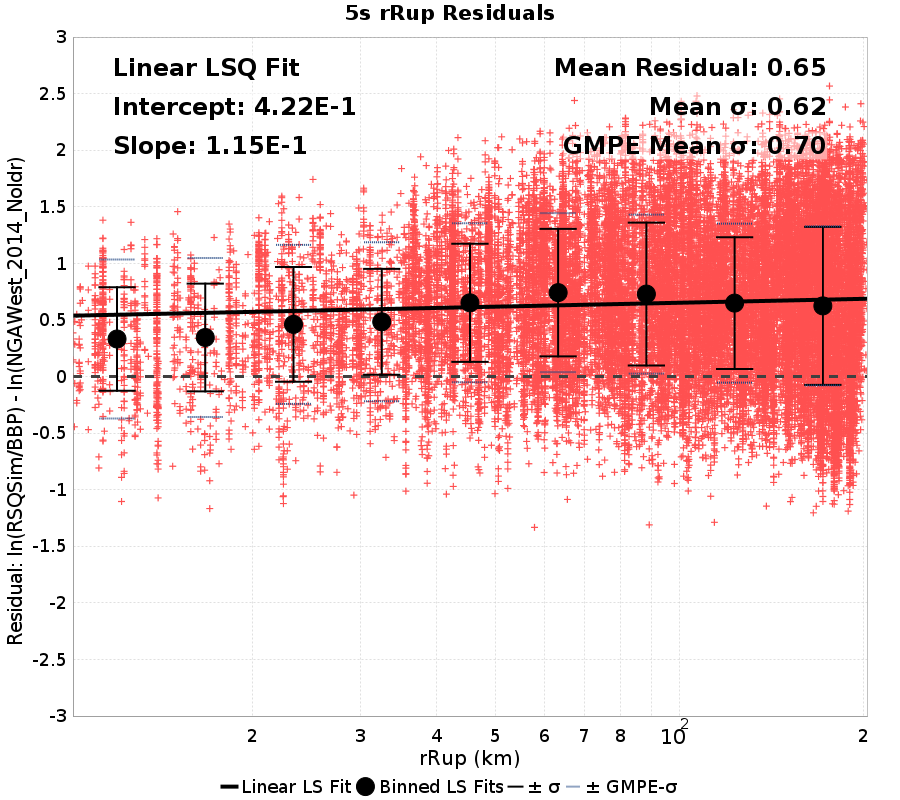 5s rRup Residuals
Linear LSQ Fit
Intercept: 4.22E-1
Slope: 1.15E-1
Mean Residual: 0.65
Mean σ: 0.62
GMPE Mean σ: 0.70
Residual: ln(RSQSim/BBP) - ln(NGAWest_2014_NoIdr)
3
2.5
2
1.5
1
0.5
0
-0.5
-1
-1.5
-2
-2.5
-3
2 3 4 5 6 7 8 10² 2
rRup (km)
Linear LS Fit Binned LS Fits ± σ ± GMPE-σ